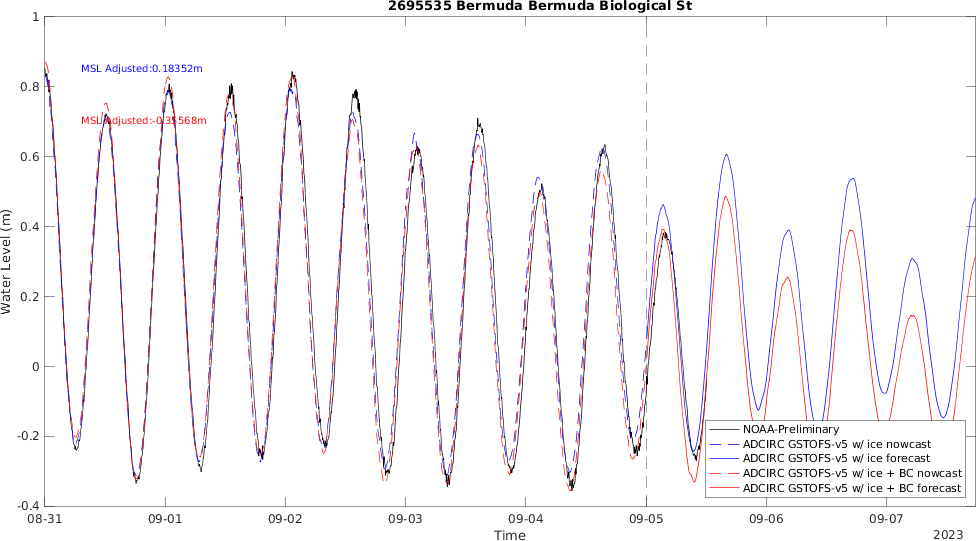 2695535 Bermuda Bermuda Biological St
1
0.8
0.6
0.4
0.2
0
-0.2
-0.4
Water Level (m)
MSL Adjusted:0.18352m
MSL Adjusted:-0.35568m
NOAA-Preliminary
ADCIRC GSTOFS-v5 w/ ice nowcast
ADCIRC GSTOFS-v5 w/ ice forecast
ADCIRC GSTOFS-v5 w/ ice + BC nowcast
ADCIRC GSTOFS-v5 w/ ice + BC forecast
08-31 09-01 09-02 09-03 09-04 09-05 09-06 09-07
Time
2023